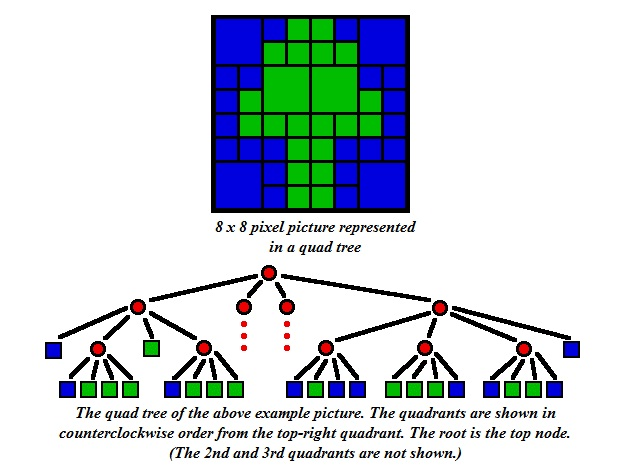 8 x 8 pixel picture represented
in a quad tree
The quad tree of the above example picture. The quadrants are shown in
counterclockwise order from the top-right quadrant. The root is the top node.
(The 2nd and 3rd quadrants are not shown.)